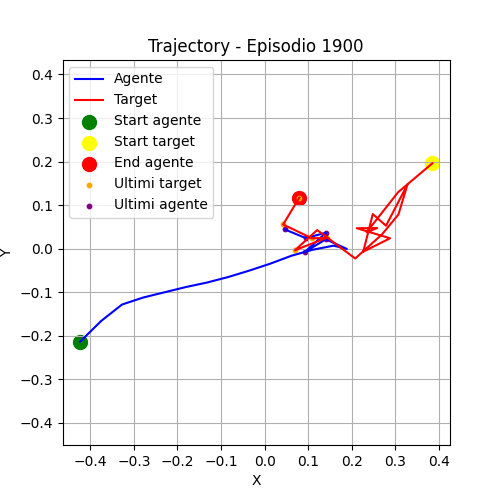 Trajectory - Episodio 1900
Agente
Target
Start agente
Start target
End agente
Ultimi target
Ultimi agente
0.4
0.3
0.2
0.1
0.0
−0.1
−0.2
−0.3
−0.4
Y
−0.4 −0.3 −0.2 −0.1 0.0 0.1 0.2 0.3 0.4
X